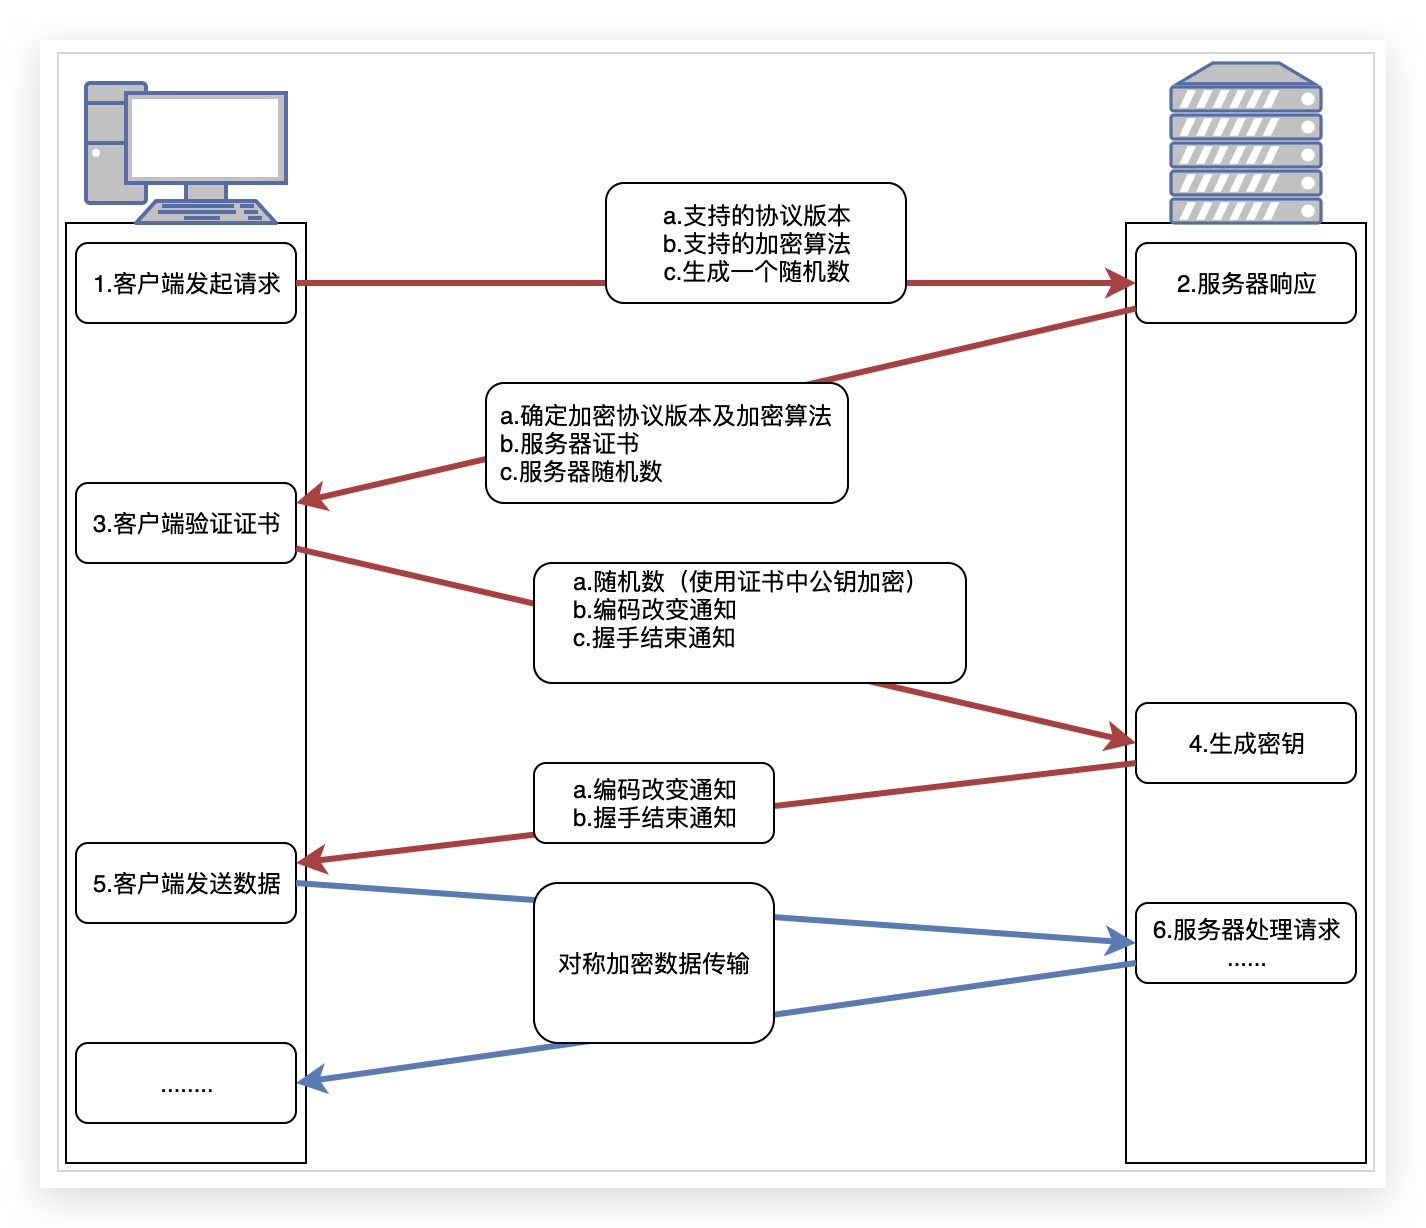 a.支持的协议版本
b.支持的加密算法
c.生成一个随机数
1.客户端发起请求
2.服务器响应
a.确定加密协议版本及加密算法
b.服务器证书
c.服务器随机数
3.客户端验证证书
a.随机数（使用证书中公钥加密）
b.编码改变通知
c.握手结束通知
4.生成密钥
a.编码改变通知
b.握手结束通知
5.客户端发送数据
6.服务器处理请求
......
对称加密数据传输
........